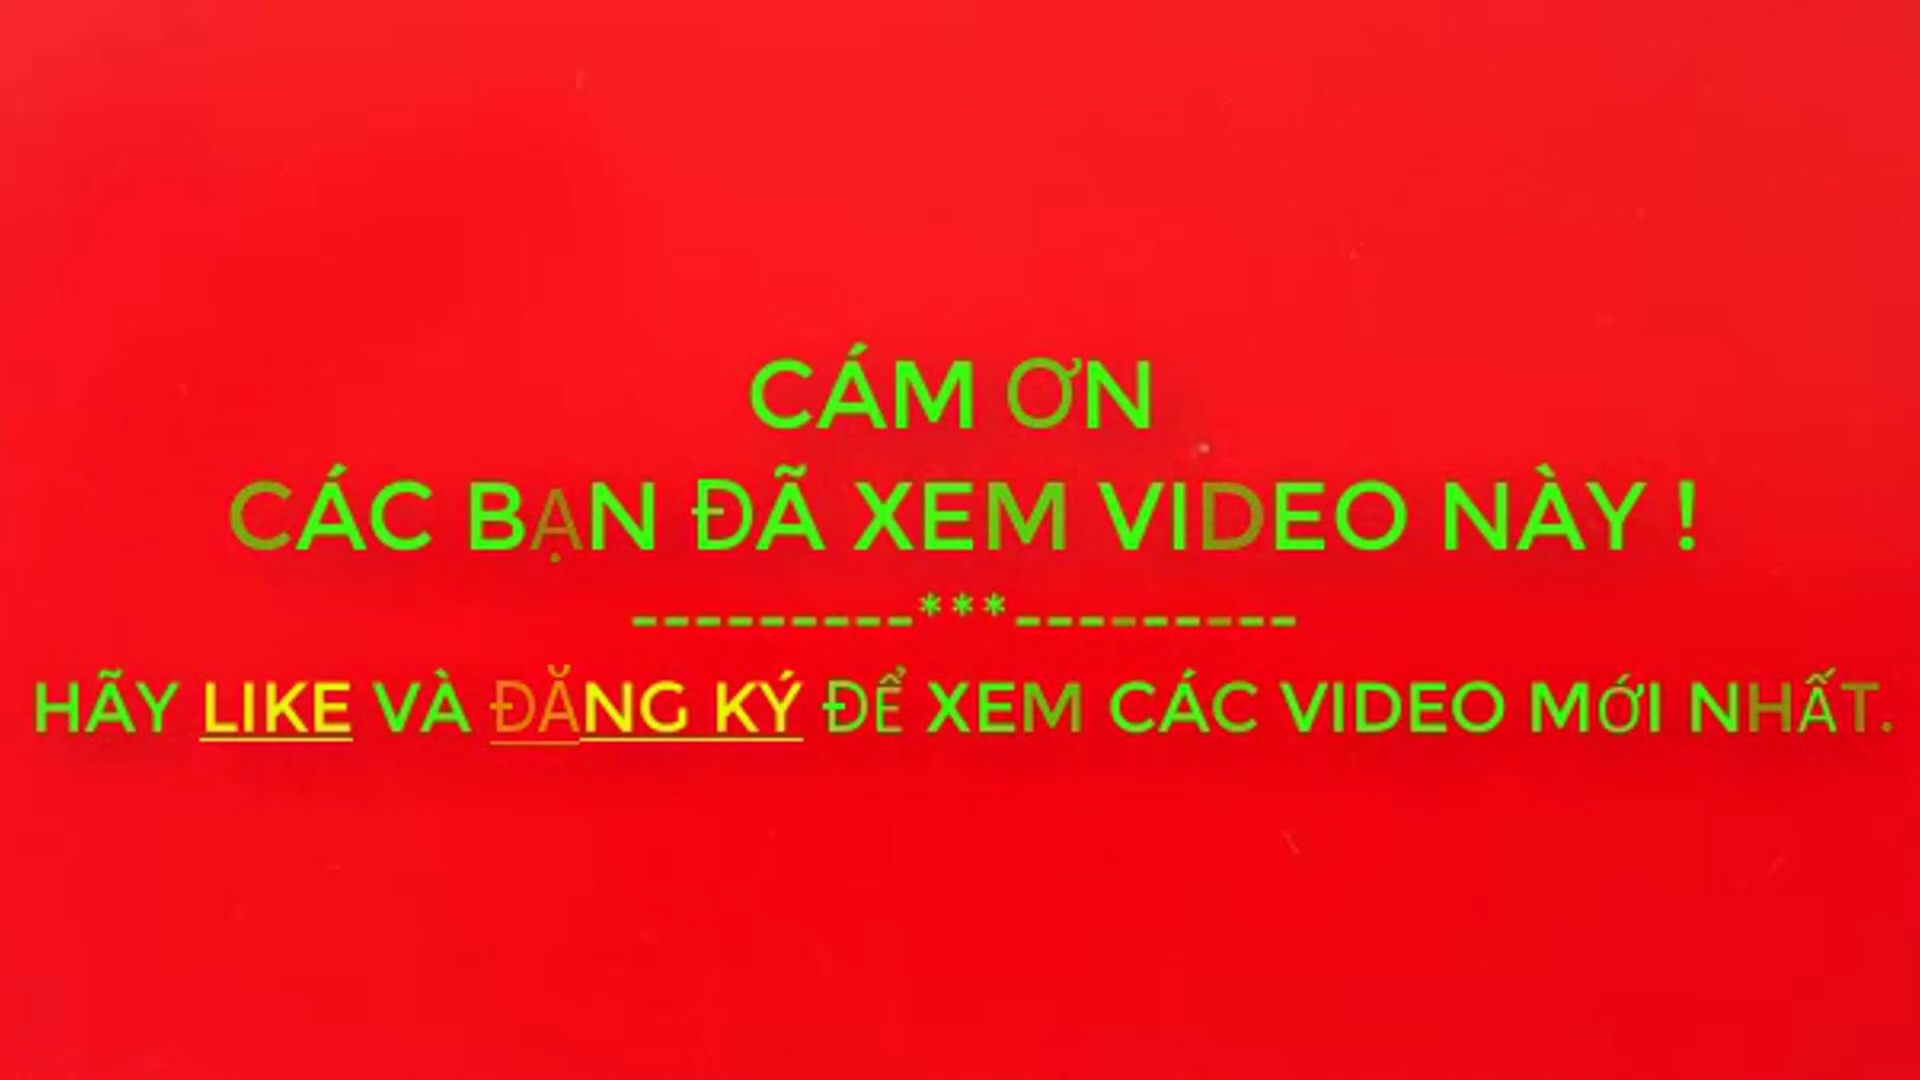 CÁM ƠN
CÁC BẠN ĐÃ XEM VIDEO NÀY !
---------***---------
HÃY LIKE VÀ ĐĂNG KÝ ĐỂ XEM CÁC VIDEO MỚI NHẤT.